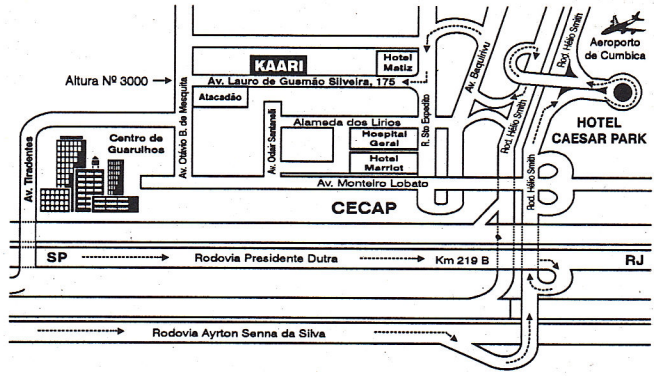 Aeroporto
de Cumbica
Rod. Hélio Smith
Av. Baquirivu
Hotel
Matiz
KAARI
Altura Nº 3000
Av. Lauro de Gusmão Silveira, 175
Atacadão
Av. Otávio B. de Mesquita
Av. Odair Santanelli
R. Sto Expedito
Rod. Hélio Smith
HOTEL
CAESAR PARK
Alameda dos Lírios
Hospital
Geral
Hotel
Marriot
Centro de
Guarulhos
Av. Tiradentes
Av. Monteiro Lobato
Rod. Hélio Smith
CECAP
SP
Rodovia Presidente Dutra
Km 219 B
RJ
Rodovia Ayrton Senna da Silva